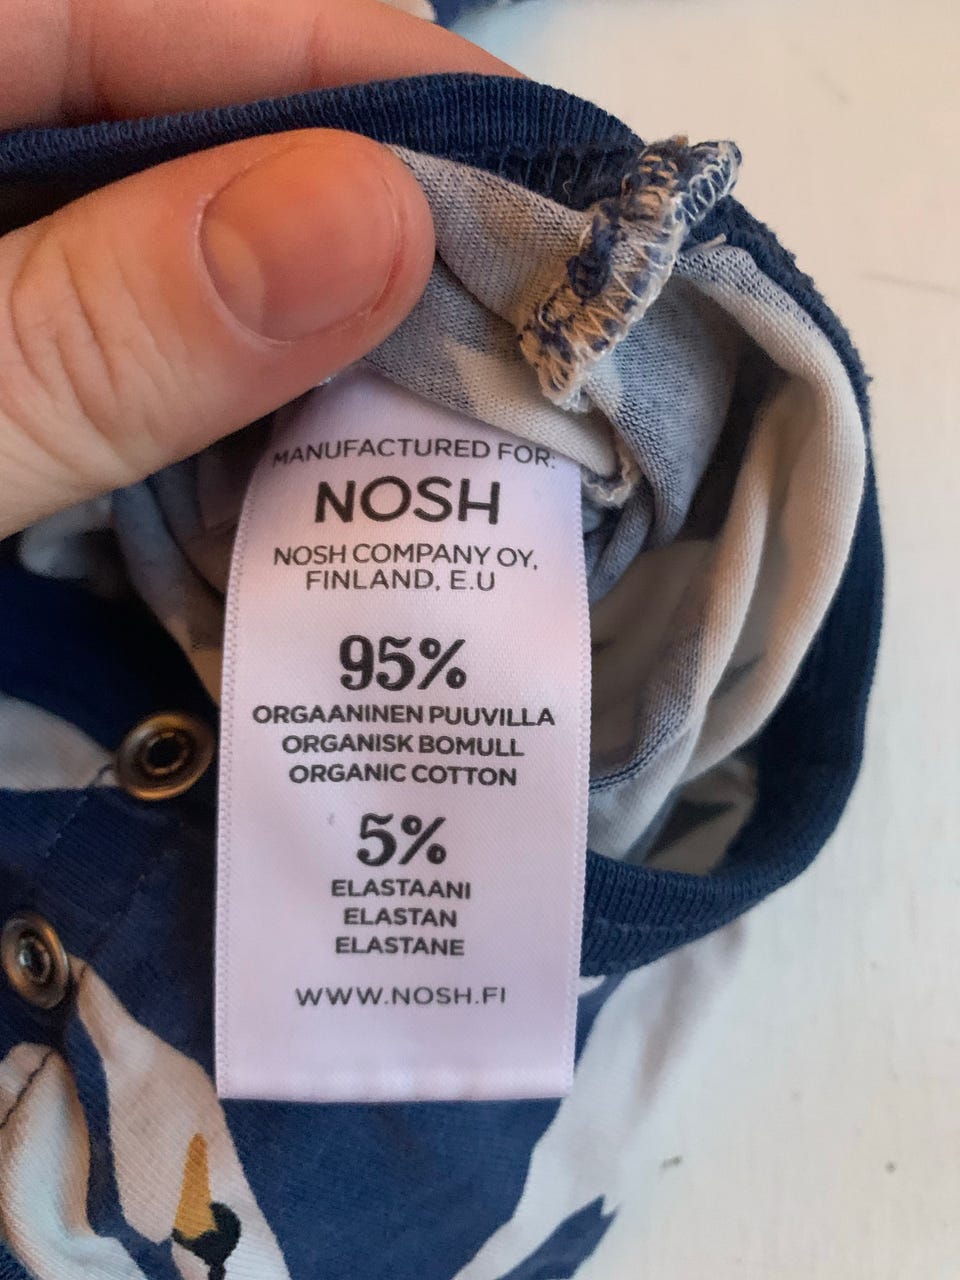 MANUFACTURED FOR:
NOSH
NOSH COMPANY OY,
FINLAND, E.U
95%
ORGAANINEN PUUVILLA
ORGANISK BOMULL
ORGANIC COTTON
5%
ELASTAANI
ELASTAN
ELASTANE
WWW.NOSH.FI